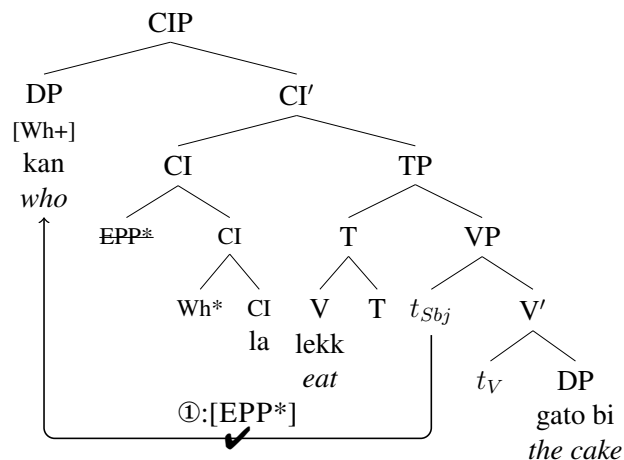 CIP
DP CI′
[Wh+]
kan CI TP
who
EPP* CI T VP
Wh* CI V T t_Sbj V′
la lekk
eat t_V DP
①:[EPP*] gato bi
✔ the cake